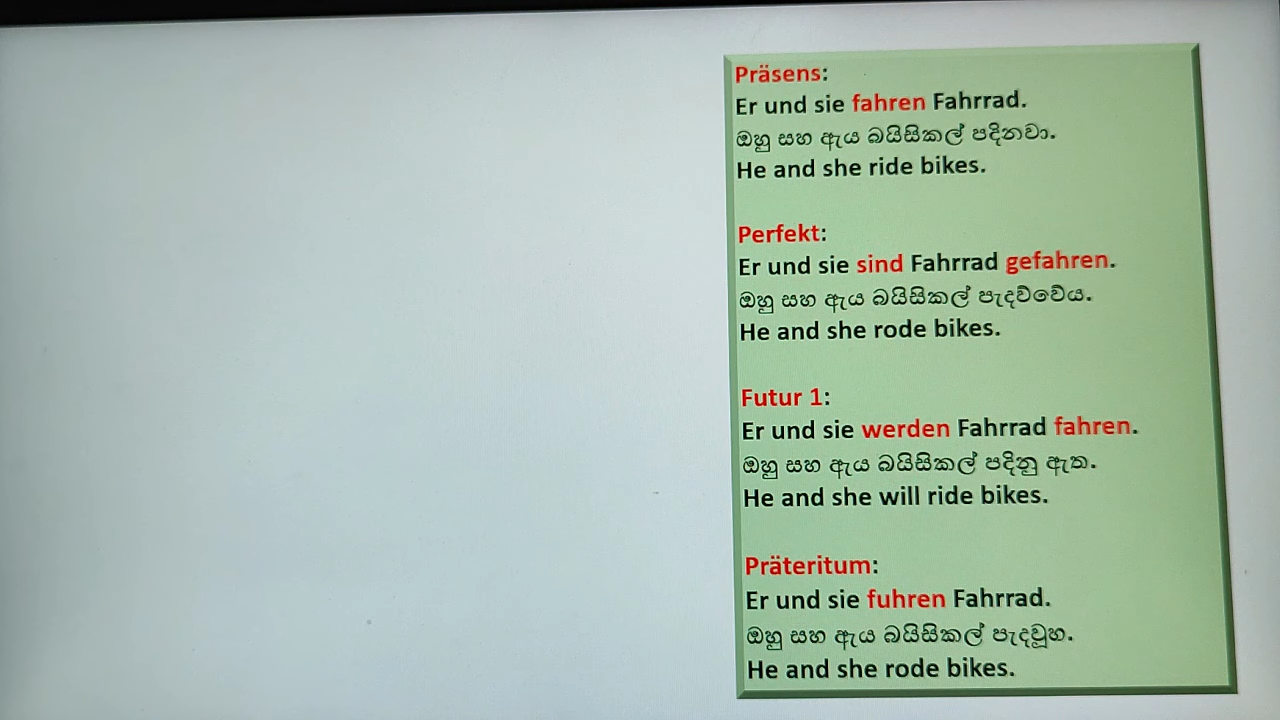 Präsens:
Er und sie fahren Fahrrad.
ඔහු සහ ඇය බයිසිකල් පදිනවා.
He and she ride bikes.
Perfekt:
Er und sie sind Fahrrad gefahren.
ඔහු සහ ඇය බයිසිකල් පැදව්වේය.
He and she rode bikes.
Futur 1:
Er und sie werden Fahrrad fahren.
ඔහු සහ ඇය බයිසිකල් පදිනු ඇත.
He and she will ride bikes.
Präteritum:
Er und sie fuhren Fahrrad.
ඔහු සහ ඇය බයිසිකල් පැදවූහ.
He and she rode bikes.